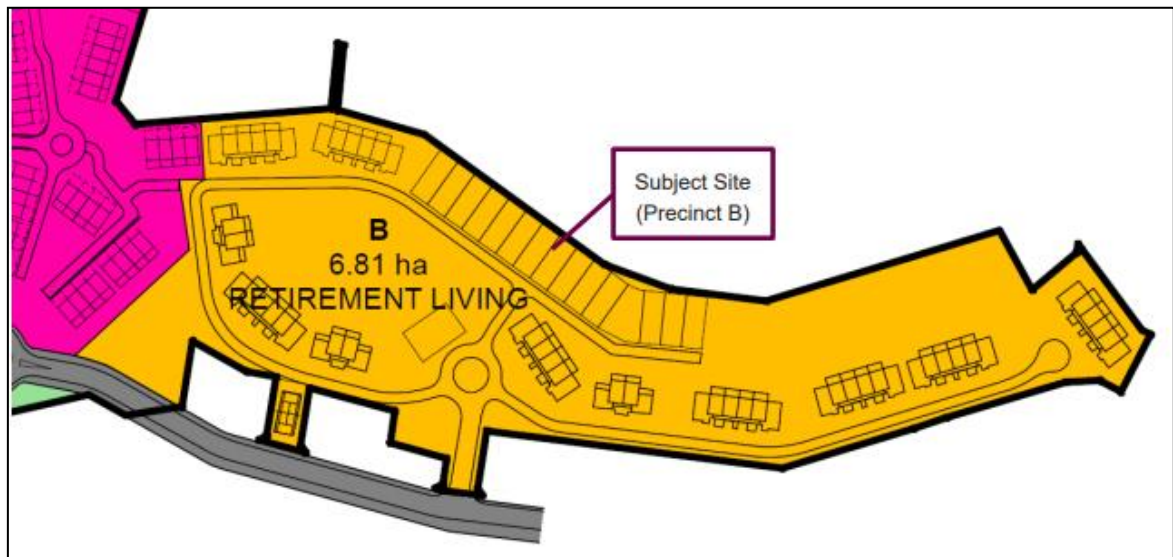 Subject Site
(Precinct B)
B
6.81 ha
RETIREMENT LIVING